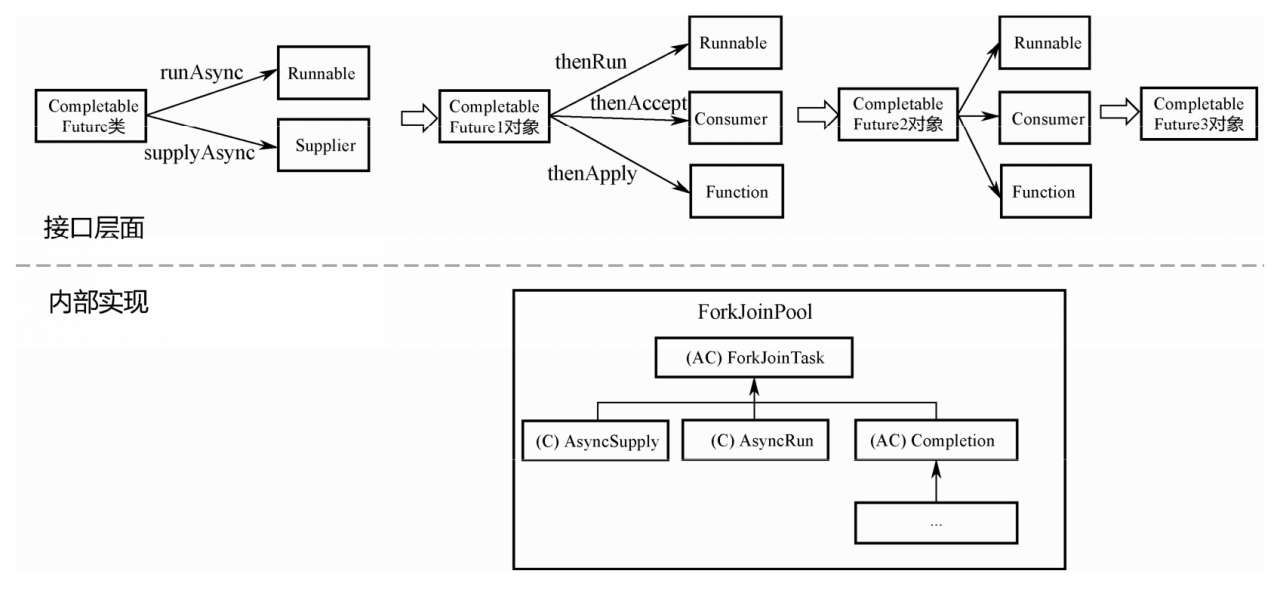 runAsync
Runnable
Completable
Future类
supplyAsync
Supplier
Completable
Future1对象
thenRun
Runnable
thenAccept
Consumer
thenApply
Function
Completable
Future2对象
Runnable
Consumer
Function
Completable
Future3对象
接口层面
内部实现
ForkJoinPool
(AC) ForkJoinTask
(C) AsyncSupply
(C) AsyncRun
(AC) Completion
...